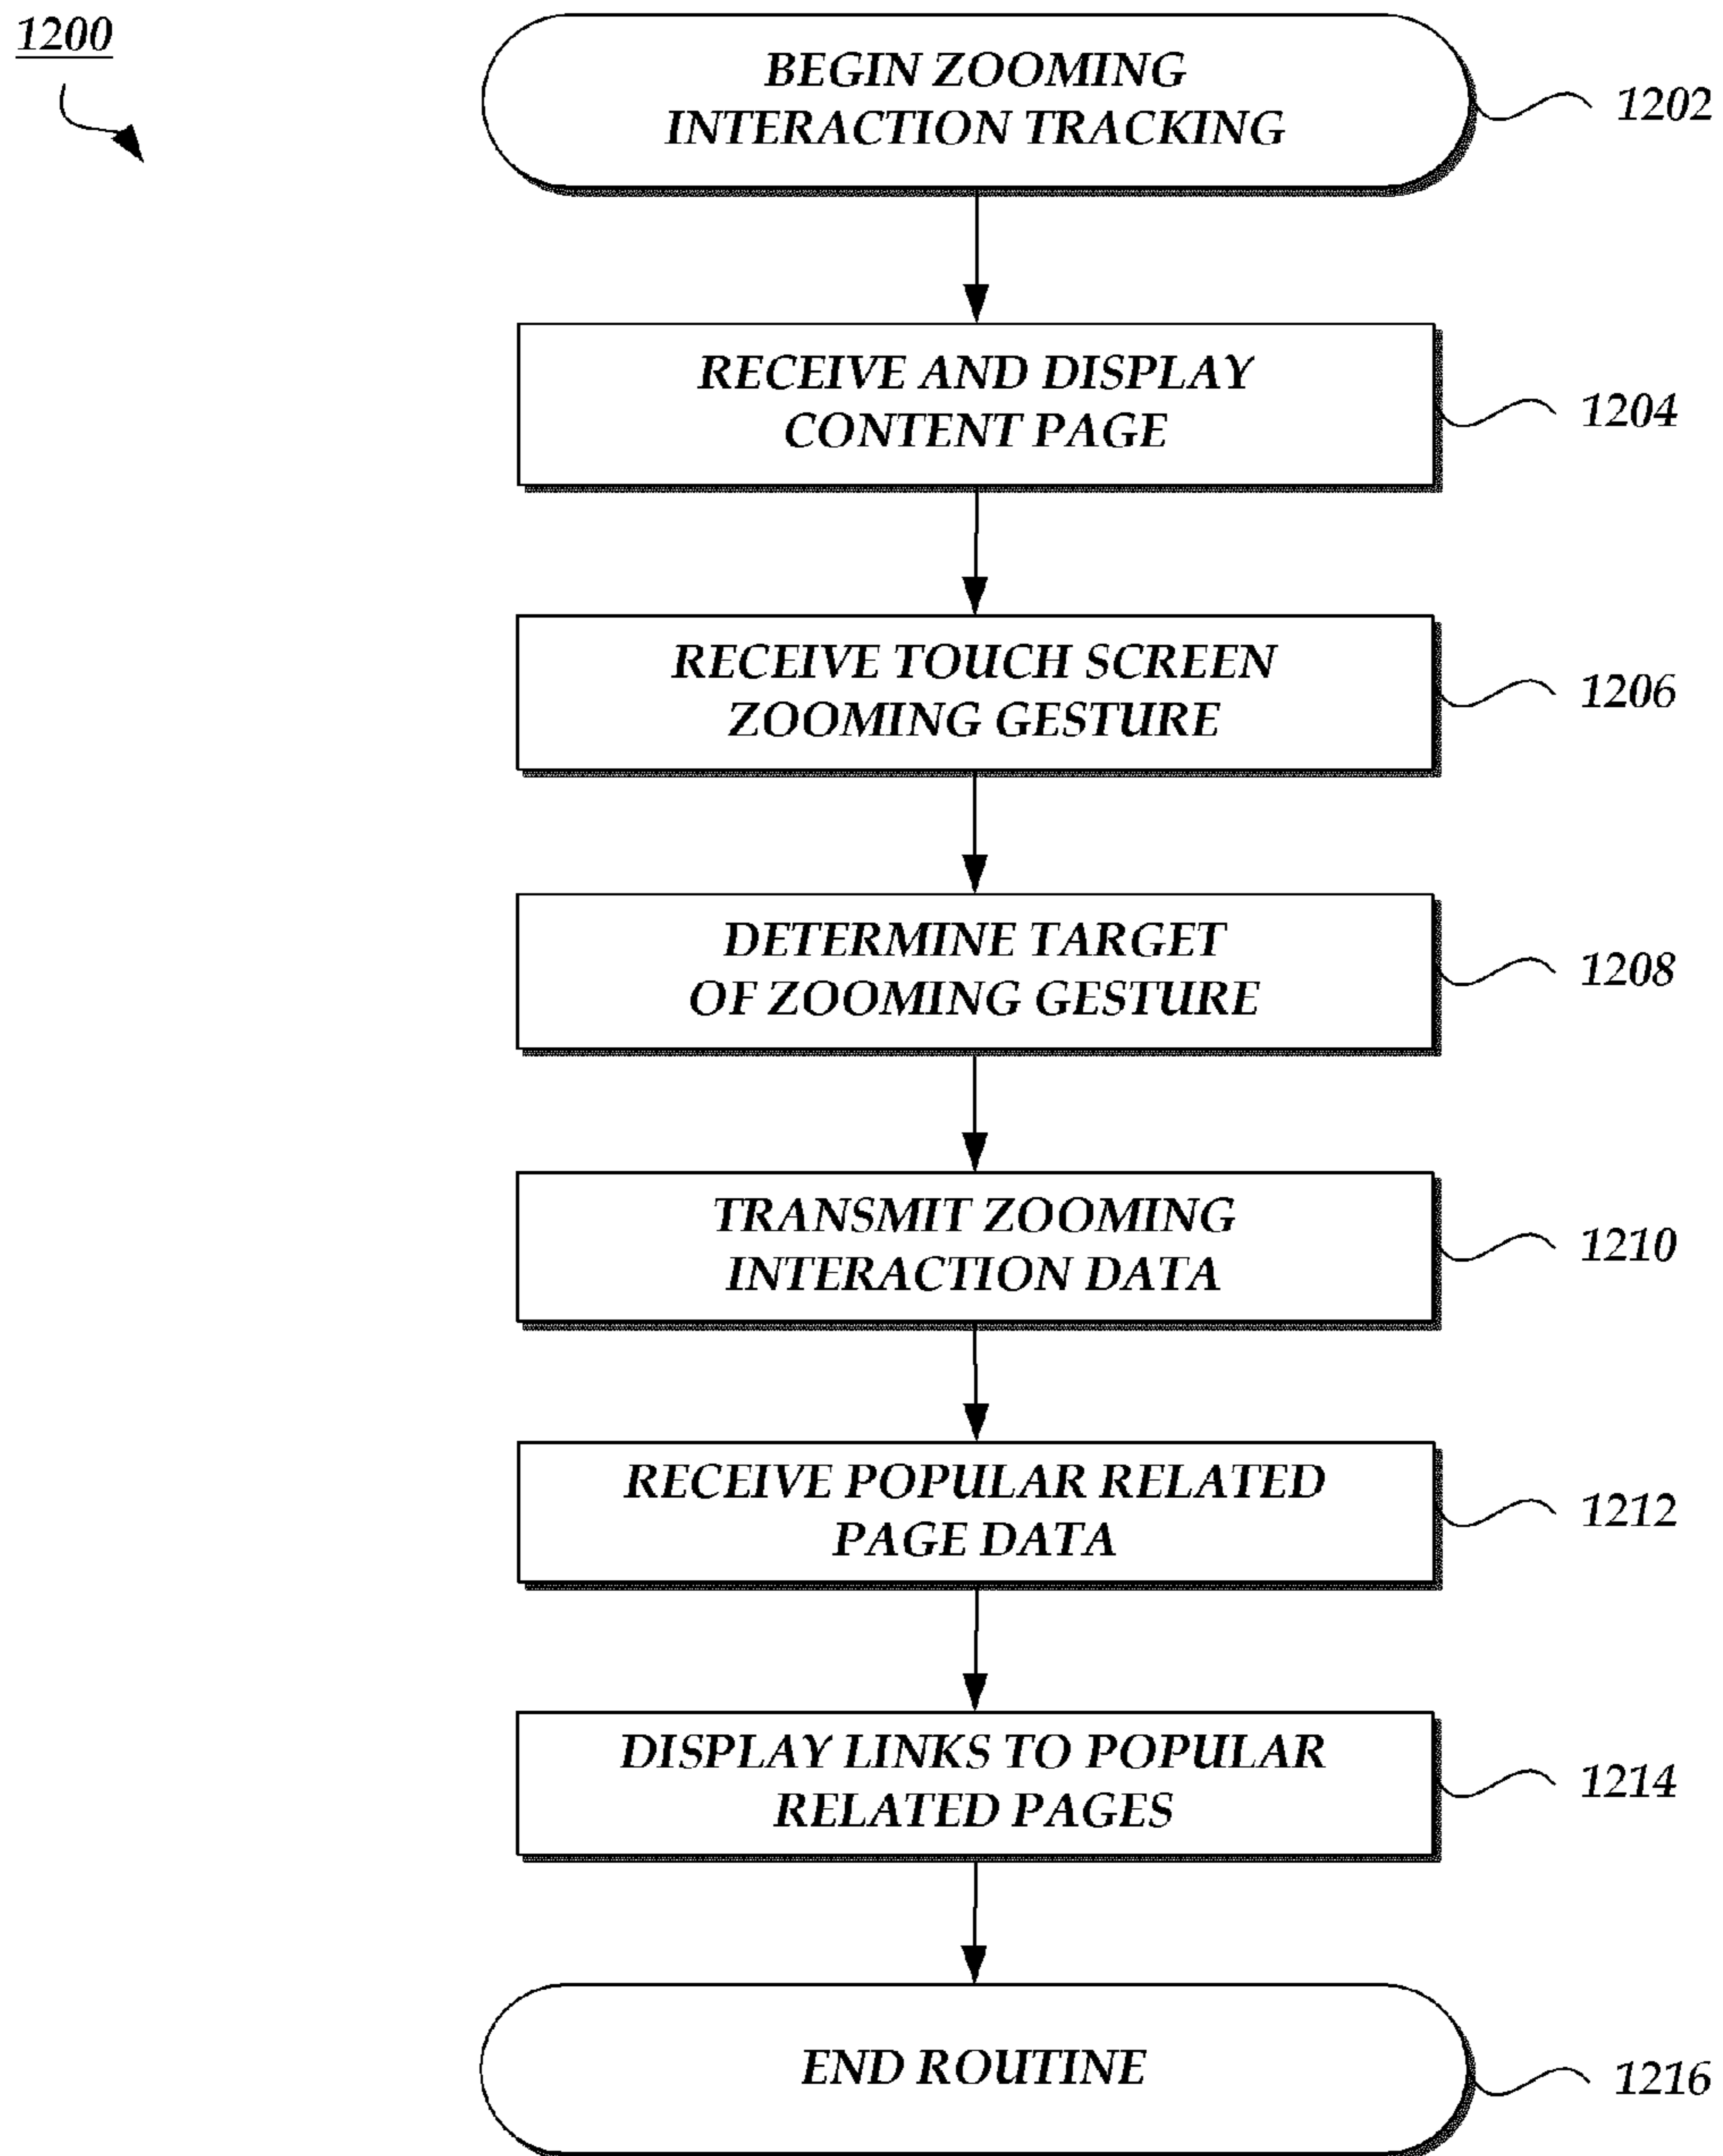 1200
BEGIN ZOOMING
INTERACTION TRACKING
1202
RECEIVE AND DISPLAY
CONTENT PAGE
1204
RECEIVE TOUCH SCREEN
ZOOMING GESTURE
1206
DETERMINE TARGET
OF ZOOMING GESTURE
1208
TRANSMIT ZOOMING
INTERACTION DATA
1210
RECEIVE POPULAR RELATED
PAGE DATA
1212
DISPLAY LINKS TO POPULAR
RELATED PAGES
1214
END ROUTINE
1216